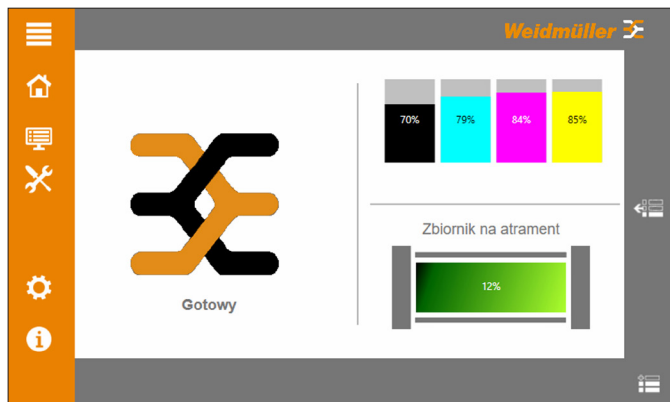 Weidmüller
70%
79%
84%
85%
Zbiornik na atrament
12%
Gotowy